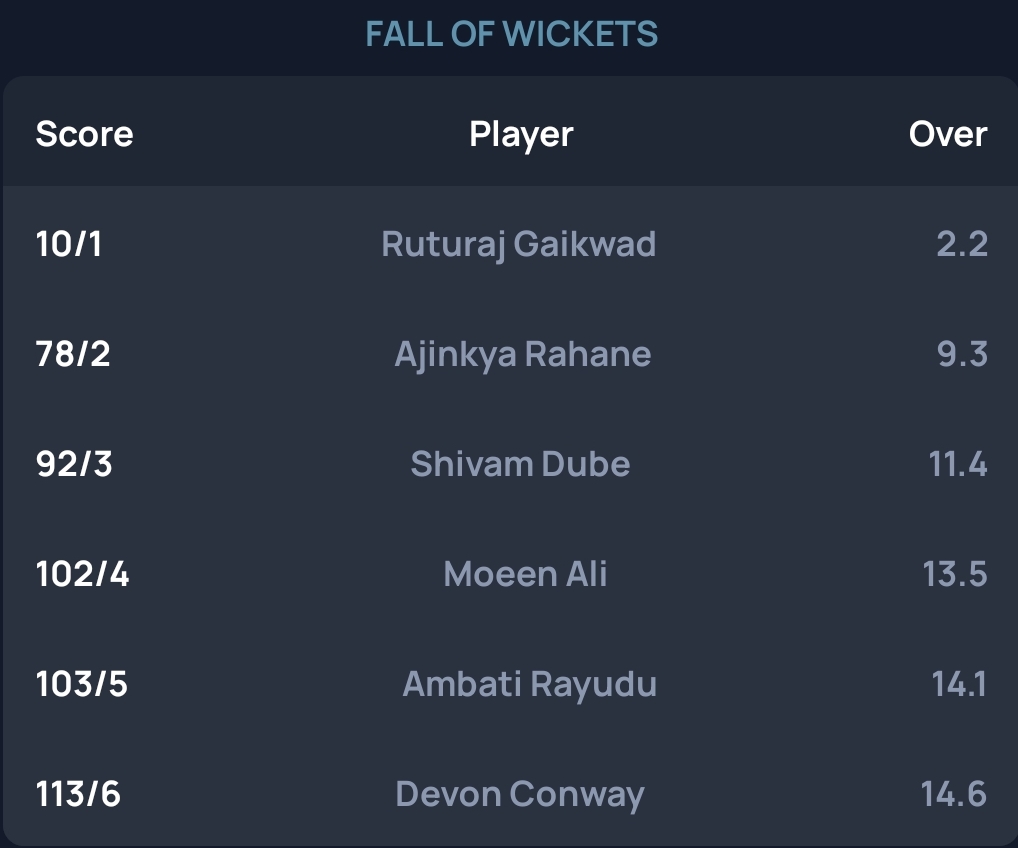 FALL OF WICKETS
Score Player Over
10/1 Ruturaj Gaikwad 2.2
78/2 Ajinkya Rahane 9.3
92/3 Shivam Dube 11.4
102/4 Moeen Ali 13.5
103/5 Ambati Rayudu 14.1
113/6 Devon Conway 14.6